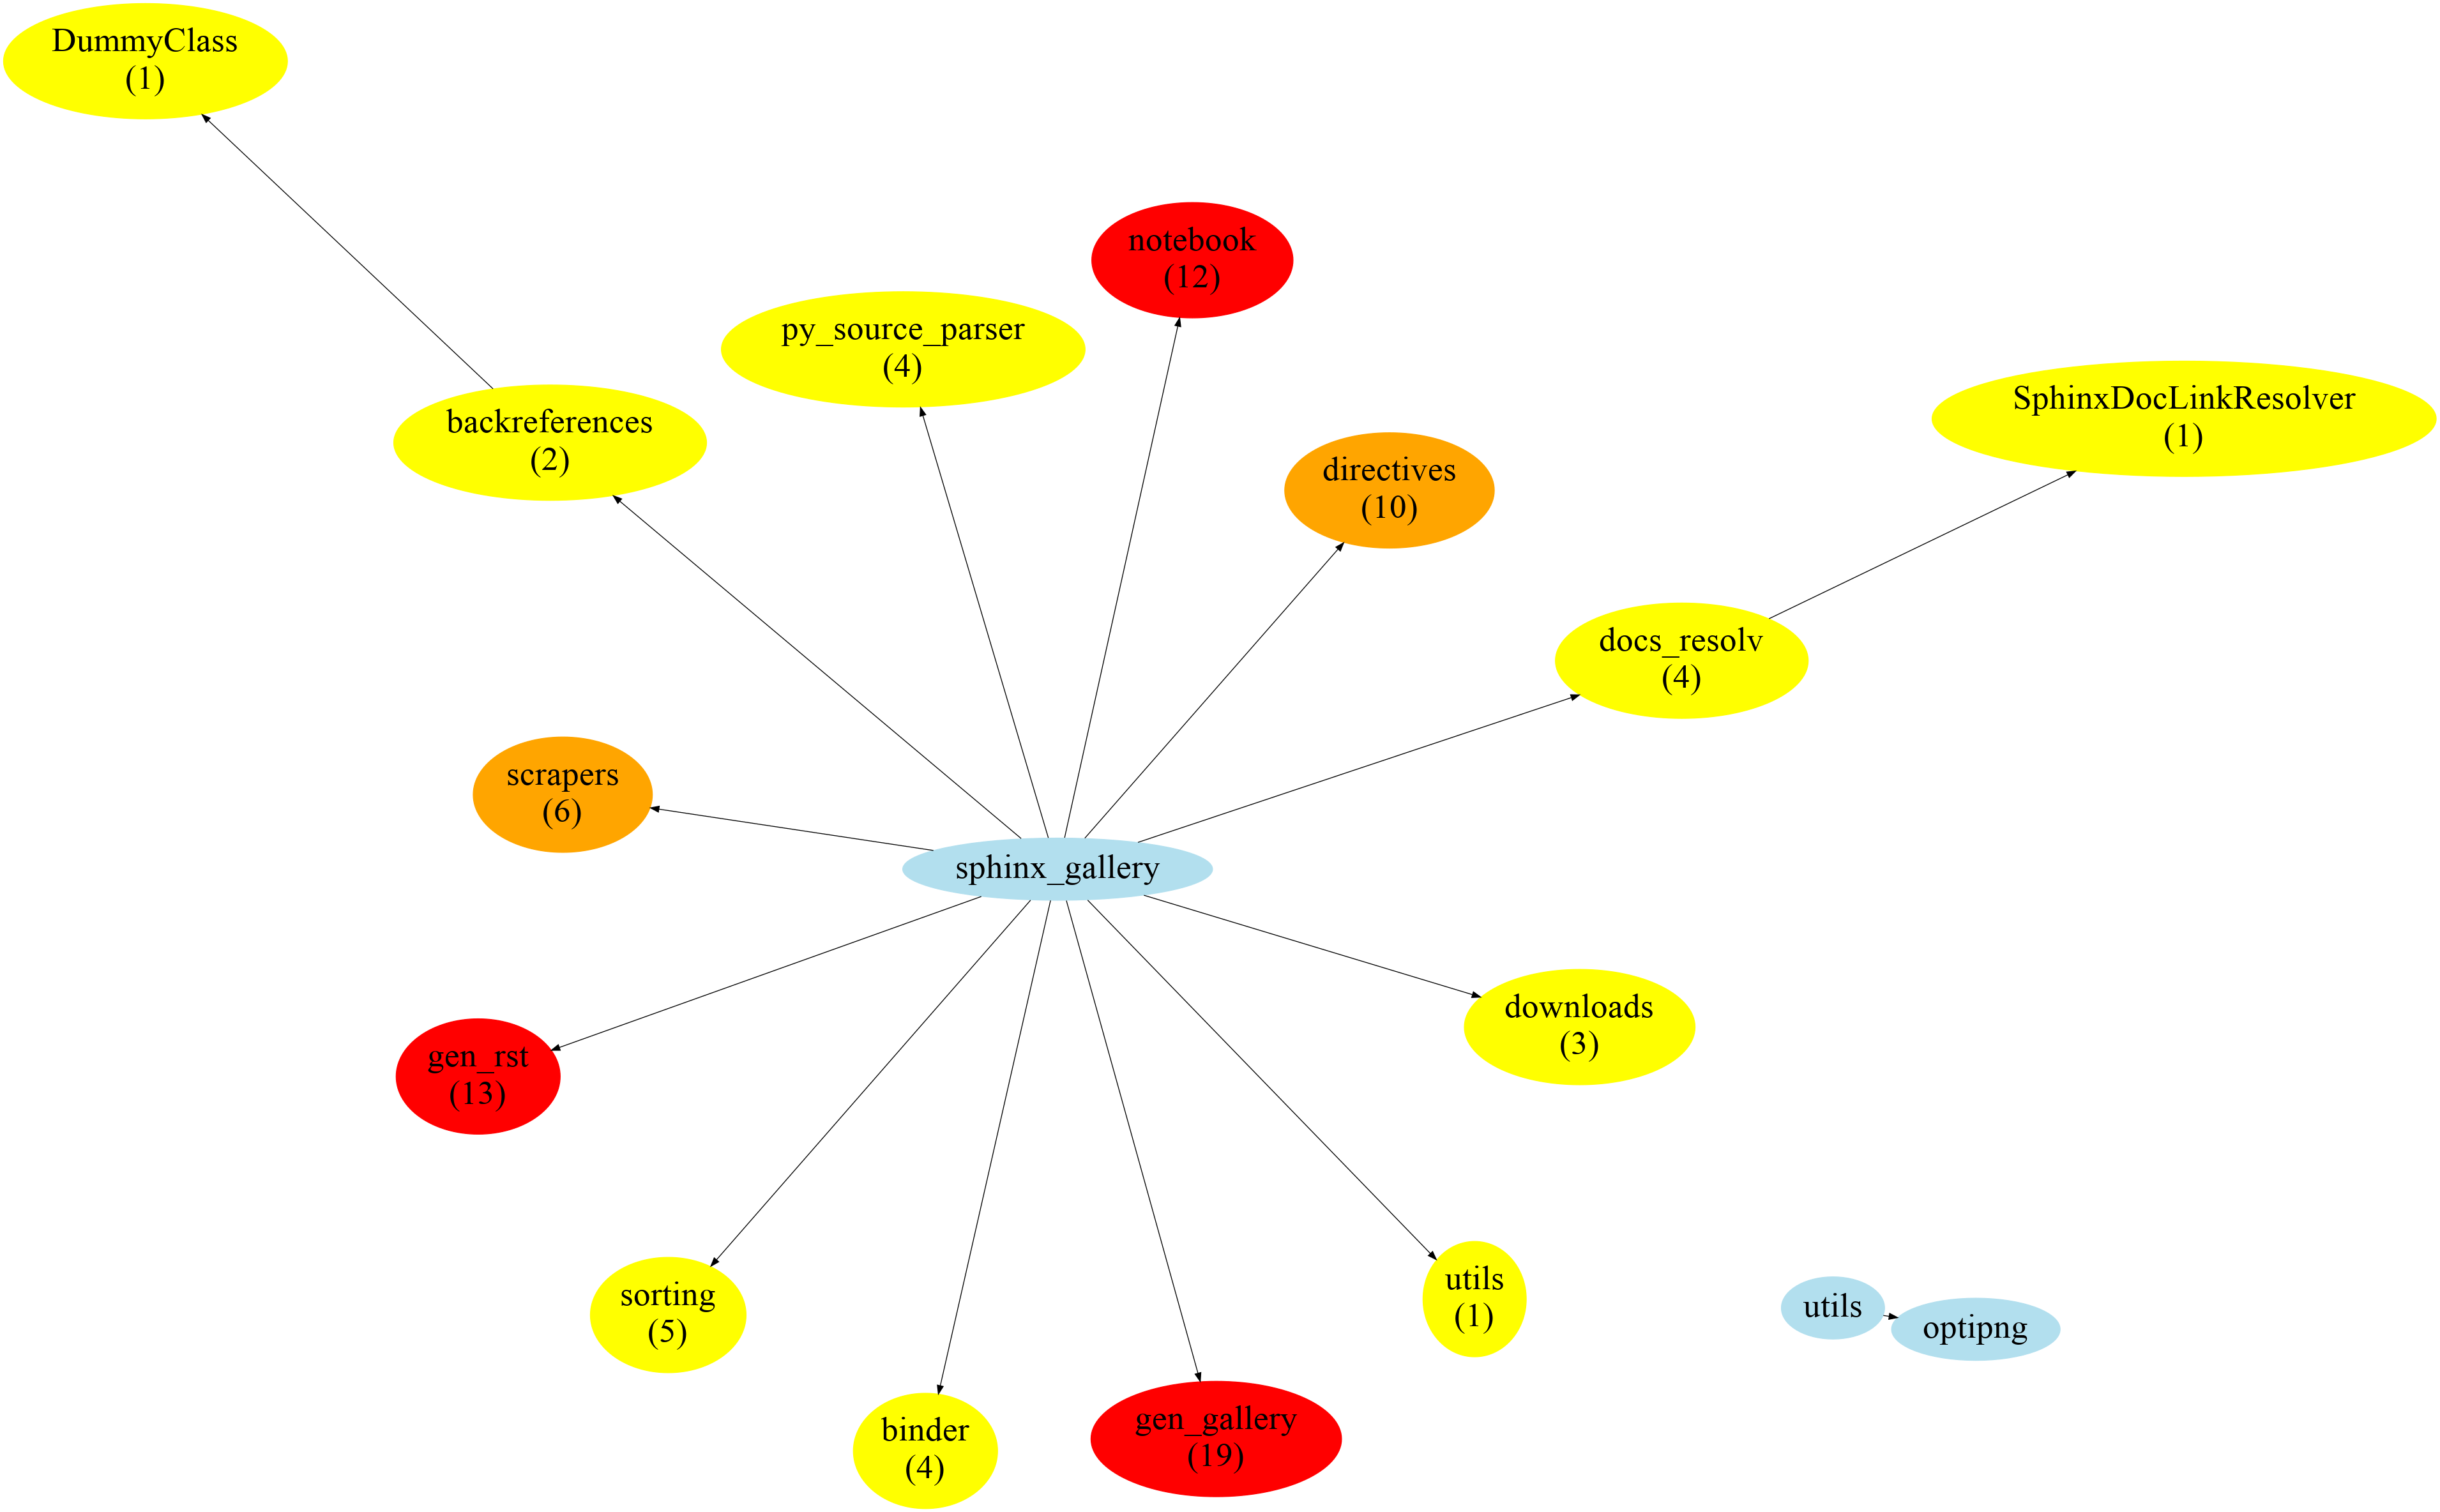 DummyClass
(1)
notebook
(12)
py_source_parser
(4)
SphinxDocLinkResolver
(1)
backreferences
(2)
directives
(10)
docs_resolv
(4)
scrapers
(6)
sphinx_gallery
downloads
(3)
gen_rst
(13)
utils
(1)
sorting
(5)
utils
optipng
gen_gallery
(19)
binder
(4)